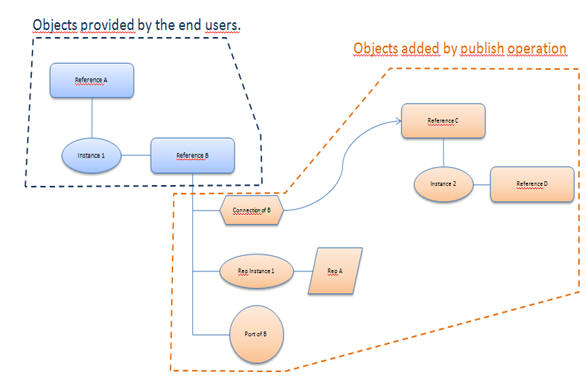 Objects provided by the end users.
Objects added by publish operation
Reference A
Reference C
Instance 1
Reference B
Instance 2
Reference D
Connection of B
Rep Instance 1
Rep A
Port of B